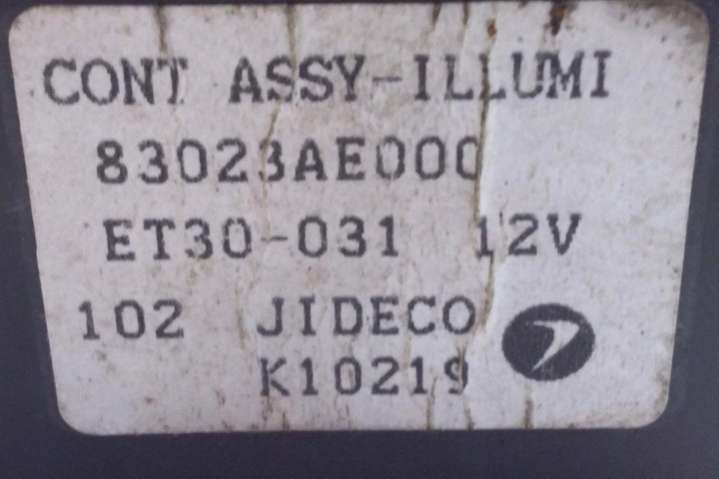 CONT ASSY-ILLUMI
83023AE000
ET30-031 12V
102 JIDECO
K10219